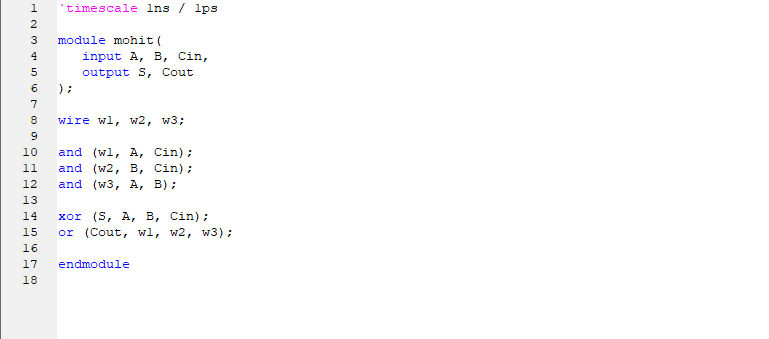 1 `timescale 1ns / 1ps
2
3 module mohit(
4 input A, B, Cin,
5 output S, Cout
6 );
7
8 wire w1, w2, w3;
9
10 and (w1, A, Cin);
11 and (w2, B, Cin);
12 and (w3, A, B);
13
14 xor (S, A, B, Cin);
15 or (Cout, w1, w2, w3);
16
17 endmodule
18